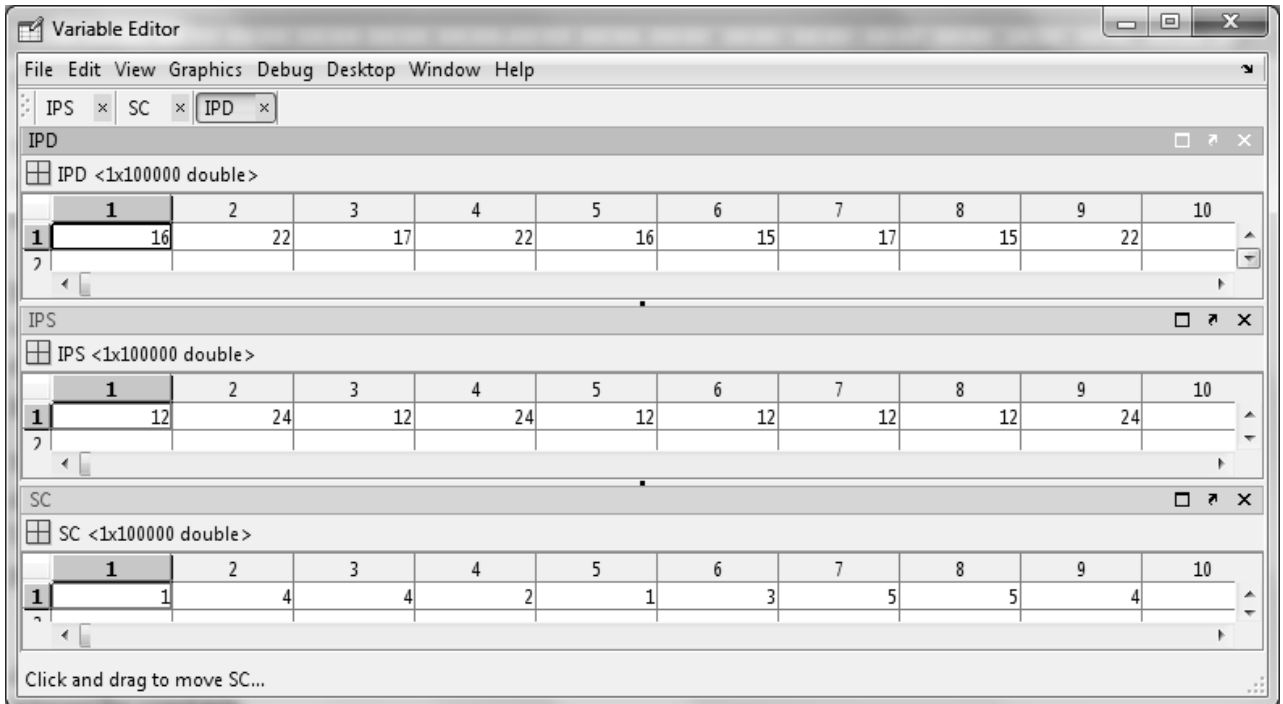 Variable Editor
File Edit View Graphics Debug Desktop Window Help
IPS × SC × IPD ×
IPD
IPD <1x100000 double>
1 2 3 4 5 6 7 8 9 10
1 16 22 17 22 16 15 17 15 22
2
IPS
IPS <1x100000 double>
1 2 3 4 5 6 7 8 9 10
1 12 24 12 24 12 12 12 12 24
2
SC
SC <1x100000 double>
1 2 3 4 5 6 7 8 9 10
1 1 4 4 2 1 3 5 5 4
Click and drag to move SC...